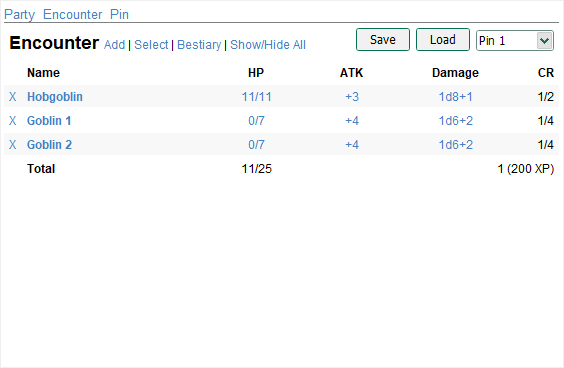 Party Encounter Pin
Encounter Add | Select | Bestiary | Show/Hide All Save Load Pin 1
Name HP ATK Damage CR
X Hobgoblin 11/11 +3 1d8+1 1/2
X Goblin 1 0/7 +4 1d6+2 1/4
X Goblin 2 0/7 +4 1d6+2 1/4
Total 11/25 1 (200 XP)